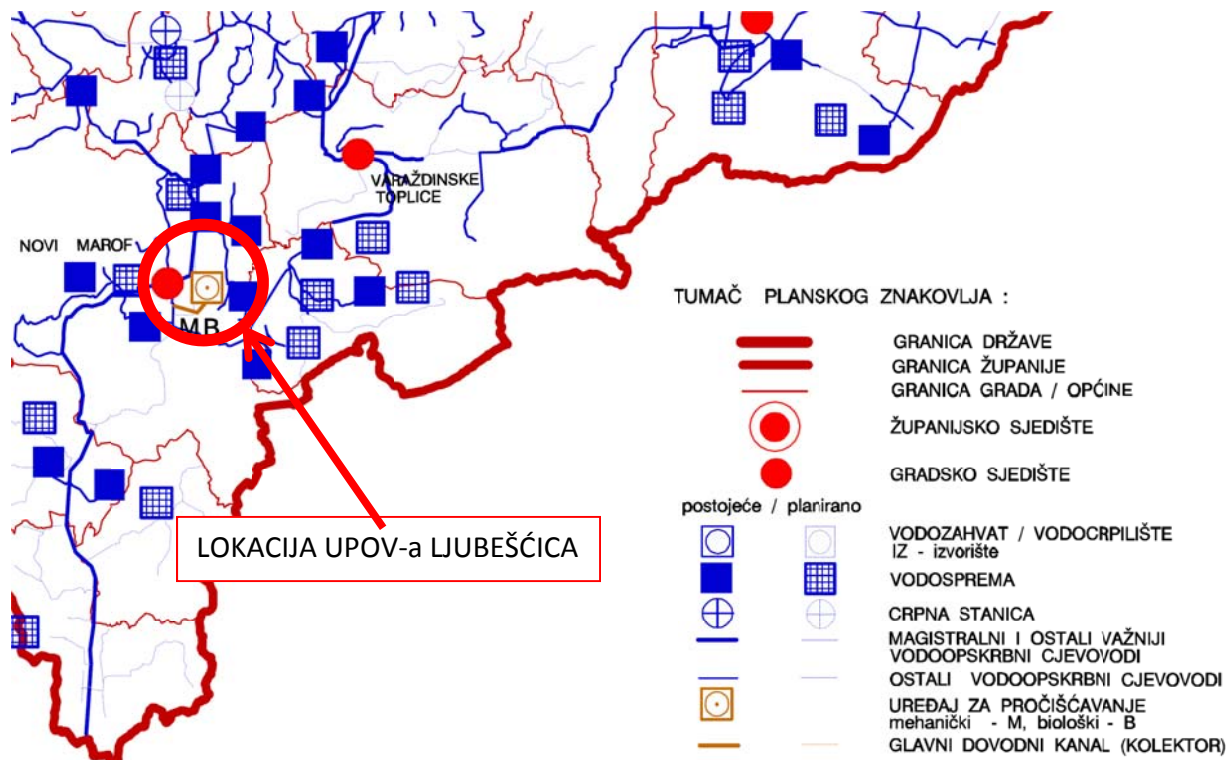 VARAŽDINSKE
TOPLICE
NOVI MAROF
MB
LOKACIJA UPOV-a LJUBEŠĆICA
TUMAČ PLANSKOG ZNAKOVLJA :
GRANICA DRŽAVE
GRANICA ŽUPANIJE
GRANICA GRADA / OPĆINE
ŽUPANIJSKO SJEDIŠTE
GRADSKO SJEDIŠTE
postojeće / planirano
VODOZAHVAT / VODOCRPILIŠTE
IZ - izvorište
VODOSPREMA
CRPNA STANICA
MAGISTRALNI I OSTALI VAŽNIJI
VODOOPSKRBNI CJEVOVODI
OSTALI VODOOPSKRBNI CJEVOVODI
UREĐAJ ZA PROČIŠĆAVANJE
mehanički - M, biološki - B
GLAVNI DOVODNI KANAL (KOLEKTOR)